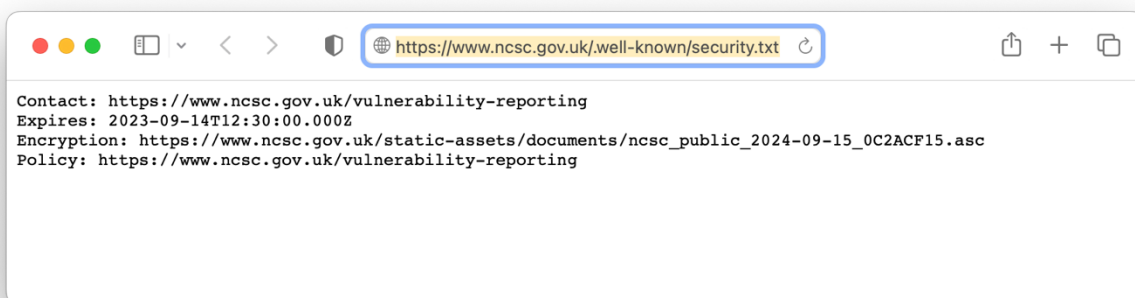 https://www.ncsc.gov.uk/.well-known/security.txt
Contact: https://www.ncsc.gov.uk/vulnerability-reporting
Expires: 2023-09-14T12:30:00.000Z
Encryption: https://www.ncsc.gov.uk/static-assets/documents/ncsc_public_2024-09-15_0C2ACF15.asc
Policy: https://www.ncsc.gov.uk/vulnerability-reporting